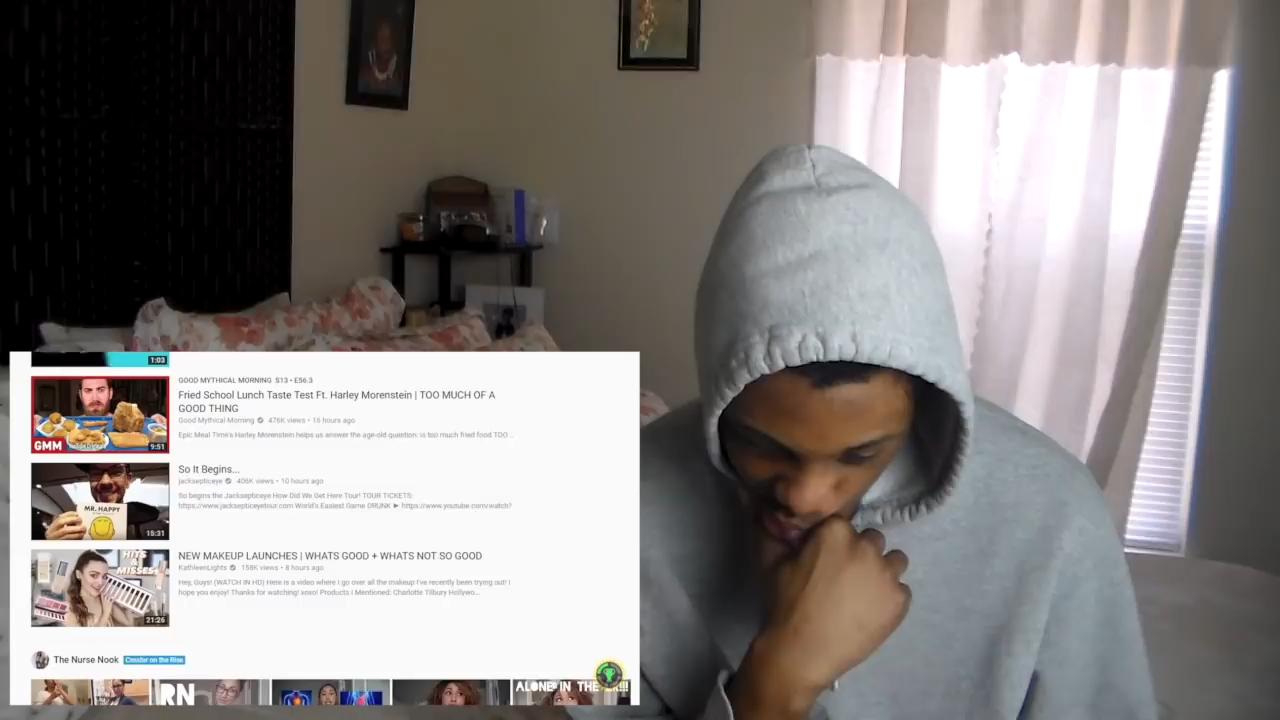 1:03
GOOD MYTHICAL MORNING S13 • E56.3
Fried School Lunch Taste Test Ft. Harley Morenstein | TOO MUCH OF A
GOOD THING
Good Mythical Morning 476K views • 16 hours ago
Epic Meal Time's Harley Morenstein helps us answer the age-old question: is too much fried food TOO ...
GMM
9:51
So It Begins...
jacksepticeye 406K views • 10 hours ago
So begins the Jacksepticeye How Did We Get Here Tour! TOUR TICKETS:
https://www.jacksepticeyetour.com World's Easiest Game DRUNK ► https://www.youtube.com/watch?
MR. HAPPY
15:31
NEW MAKEUP LAUNCHES | WHATS GOOD + WHATS NOT SO GOOD
KathleenLights 158K views • 8 hours ago
Hey, Guys! (WATCH IN HD) Here is a video where I go over all the makeup I've recently been trying out! I
hope you enjoy! Thanks for watching! xoxo! Products I Mentioned: Charlotte Tilbury Hollywo...
HITS &
MISSES
21:26
The Nurse Nook Creator on the Rise
RN
ALONE IN THE